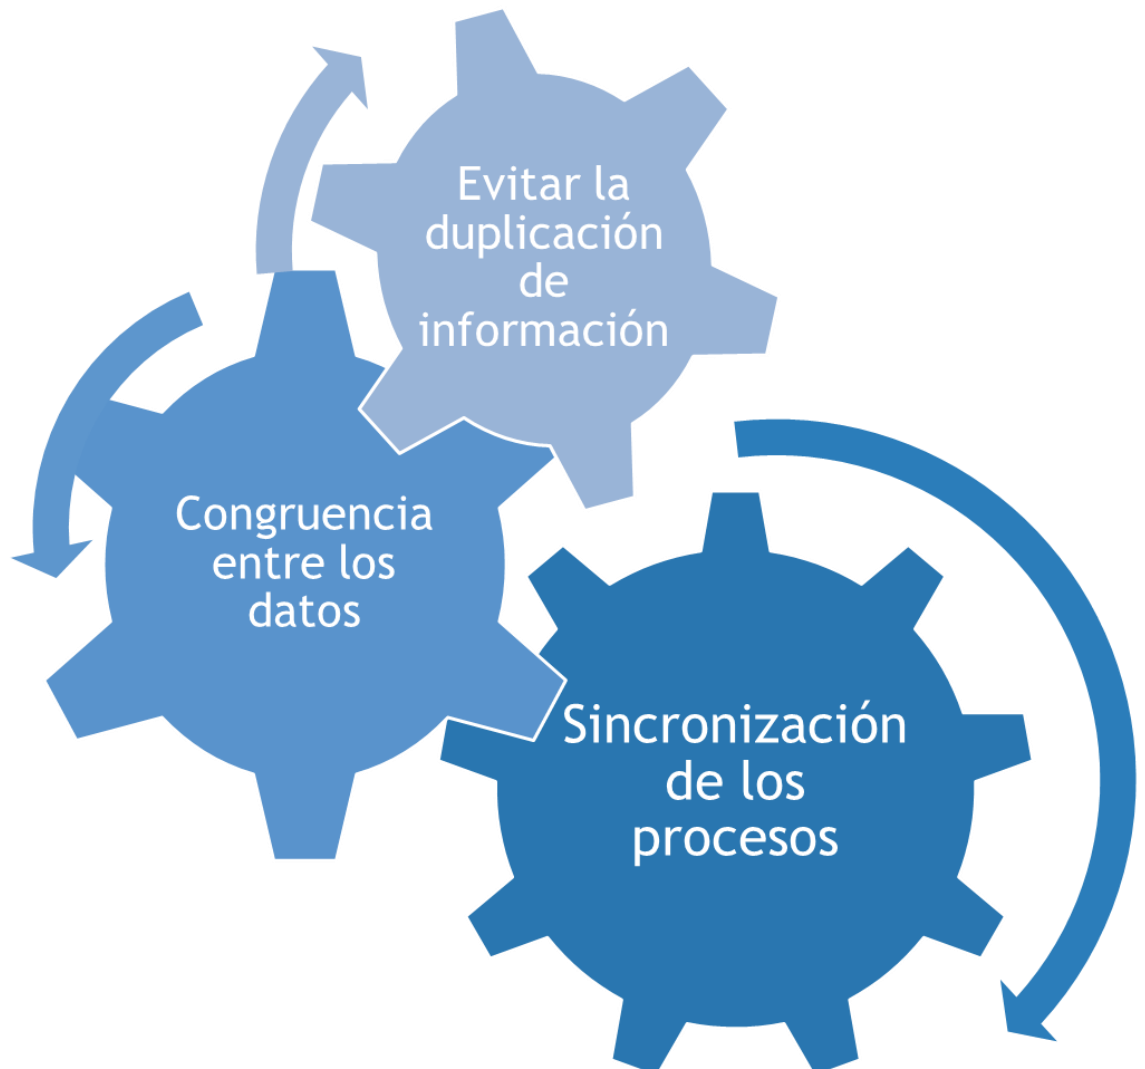 Evitar la
duplicación
de
información
Congruencia
entre los
datos
Sincronización
de los
procesos